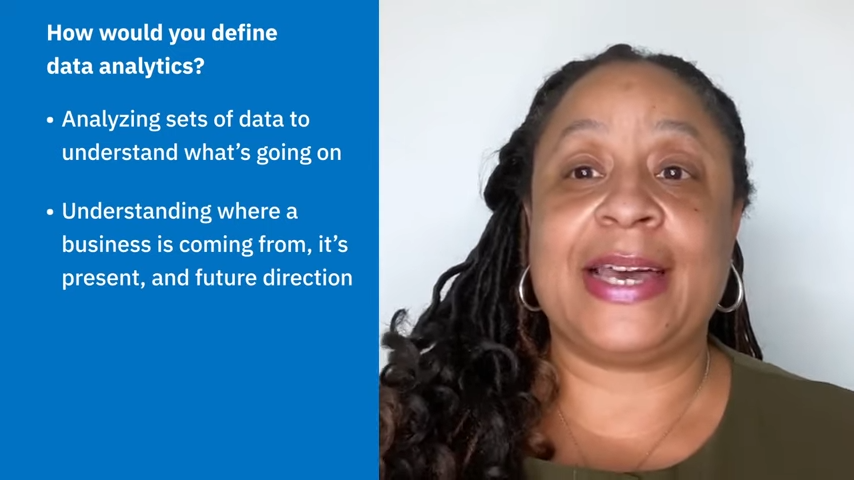 How would you define
data analytics?
• Analyzing sets of data to
understand what's going on
• Understanding where a
business is coming from, it's
present, and future direction